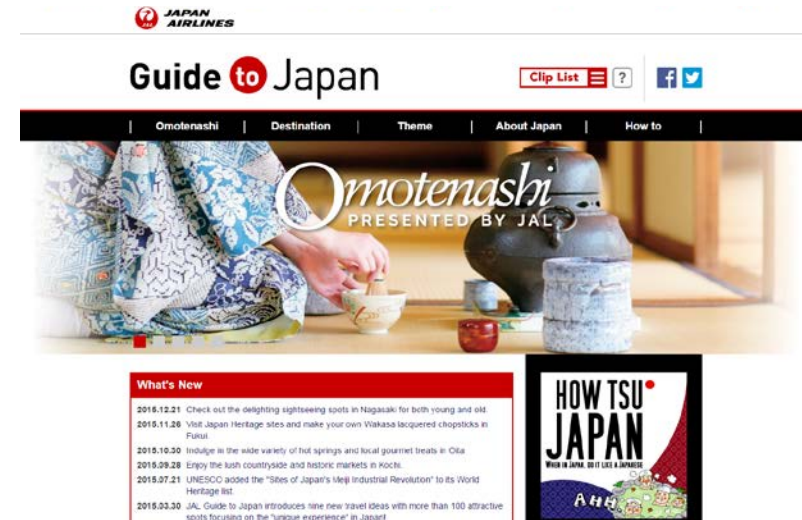 JAPAN
AIRLINES
Guide to Japan
Clip List
?
Omotenashi
Destination
Theme
About Japan
How to
Omotenashi
PRESENTED BY JAL
What's New
2015.12.21 Check out the delighting sightseeing spots in Nagasaki for both young and old.
2015.11.26 Visit Japan Heritage sites and make your own Wakasa lacquered chopsticks in
Fukui.
2015.10.30 Indulge in the wide variety of hot springs and local gourmet treats in Oita
2015.09.28 Enjoy the lush countryside and historic markets in Kochi.
2015.07.21 UNESCO added the "Sites of Japan's Meiji Industrial Revolution" to its World
Heritage list.
2015.03.30 JAL Guide to Japan introduces nine new travel ideas with more than 100 attractive
spots focusing on the "unique experience" in Japan!
HOW TSU
JAPAN
WHEN IN JAPAN, DO IT LIKE A JAPANESE
AHH